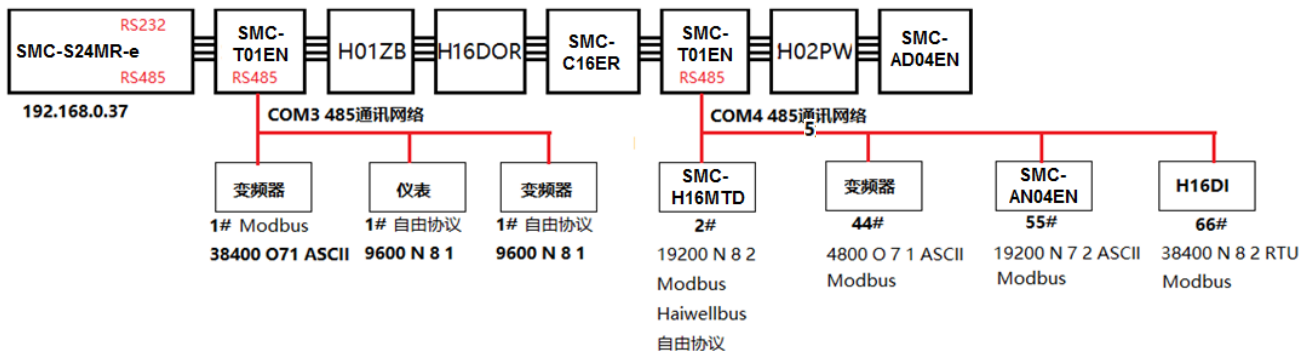 RS232
SMC-S24MR-e
RS485
SMC-
T01EN
RS485
H01ZB
H16DOR
SMC-
C16ER
SMC-
T01EN
RS485
H02PW
SMC-
AD04EN
192.168.0.37
COM3 485通讯网络
COM4 485通讯网络
5
变频器
1# Modbus
38400 O71 ASCII
仪表
1# 自由协议
9600 N 8 1
变频器
1# 自由协议
9600 N 8 1
SMC-
H16MTD
2#
19200 N 8 2
Modbus
Haiwellbus
自由协议
变频器
44#
4800 O 7 1 ASCII
Modbus
SMC-
AN04EN
55#
19200 N 7 2 ASCII
Modbus
H16DI
66#
38400 N 8 2 RTU
Modbus